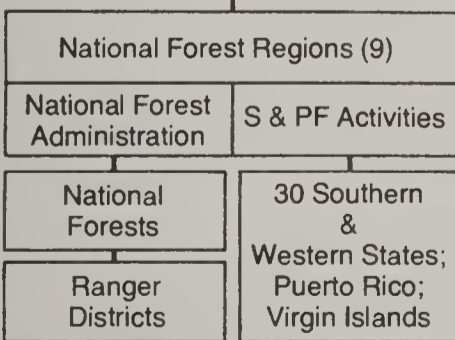 National Forest Regions (9)
National Forest
Administration
S & PF Activities
National
Forests
Ranger
Districts
30 Southern
&
Western States;
Puerto Rico;
Virgin Islands